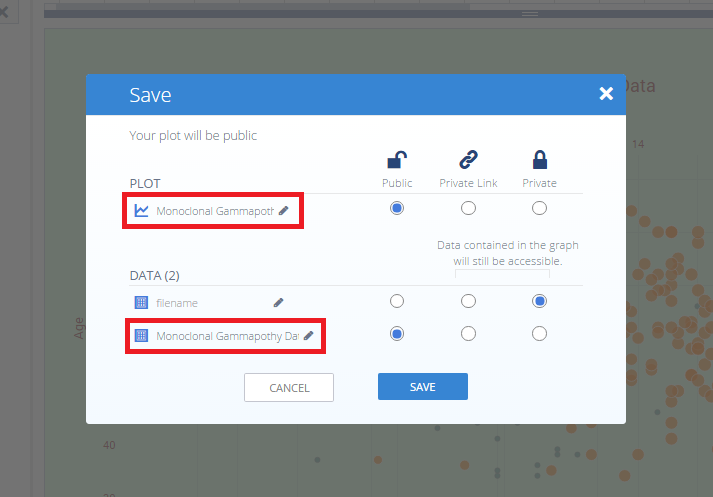 Data
14
Save
Your plot will be public
PLOT
Public
Private Link
Private
Monoclonal Gammapoth
Data contained in the graph
will still be accessible.
DATA (2)
filename
Monoclonal Gammapothy Dat
Age
CANCEL
SAVE
40